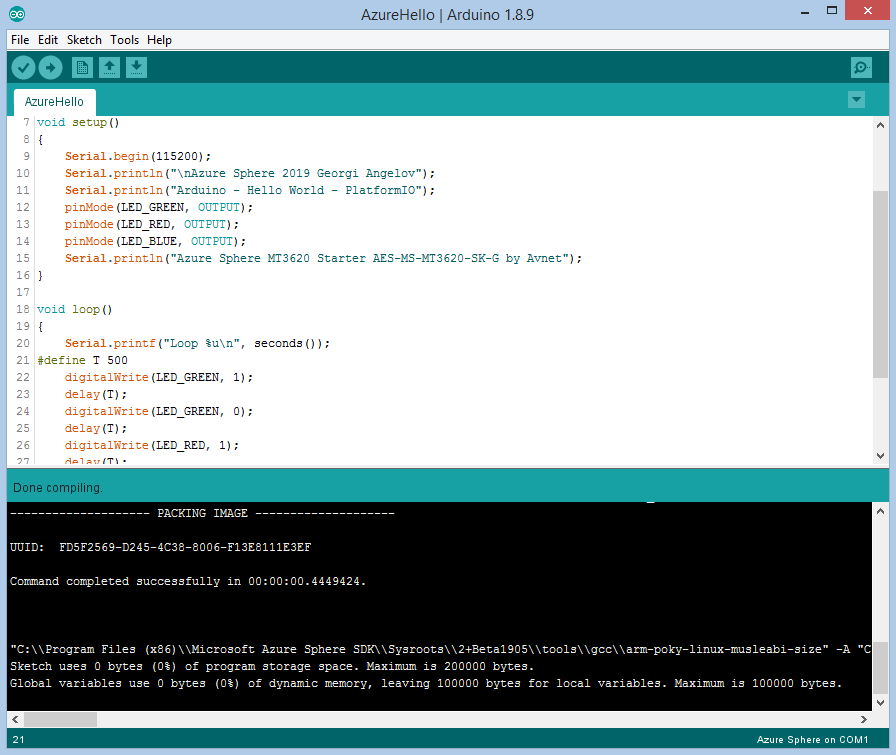 AzureHello | Arduino 1.8.9
File Edit Sketch Tools Help
AzureHello
7 void setup()
8 {
9     Serial.begin(115200);
10     Serial.println("\nAzure Sphere 2019 Georgi Angelov");
11     Serial.println("Arduino - Hello World - PlatformIO");
12     pinMode(LED_GREEN, OUTPUT);
13     pinMode(LED_RED, OUTPUT);
14     pinMode(LED_BLUE, OUTPUT);
15     Serial.println("Azure Sphere MT3620 Starter AES-MS-MT3620-SK-G by Avnet");
16 }
17
18 void loop()
19 {
20     Serial.printf("Loop %u\n", seconds());
21 #define T 500
22     digitalWrite(LED_GREEN, 1);
23     delay(T);
24     digitalWrite(LED_GREEN, 0);
25     delay(T);
26     digitalWrite(LED_RED, 1);
27     delay(T);
Done compiling.
-------------------- PACKING IMAGE --------------------
UUID:  FD5F2569-D245-4C38-8006-F13E8111E3EF
Command completed successfully in 00:00:00.4449424.
"C:\\Program Files (x86)\\Microsoft Azure Sphere SDK\\Sysroots\\2+Beta1905\\tools\\gcc\\arm-poky-linux-musleabi-size" -A "C
Sketch uses 0 bytes (0%) of program storage space. Maximum is 200000 bytes.
Global variables use 0 bytes (0%) of dynamic memory, leaving 100000 bytes for local variables. Maximum is 100000 bytes.
21 Azure Sphere on COM1